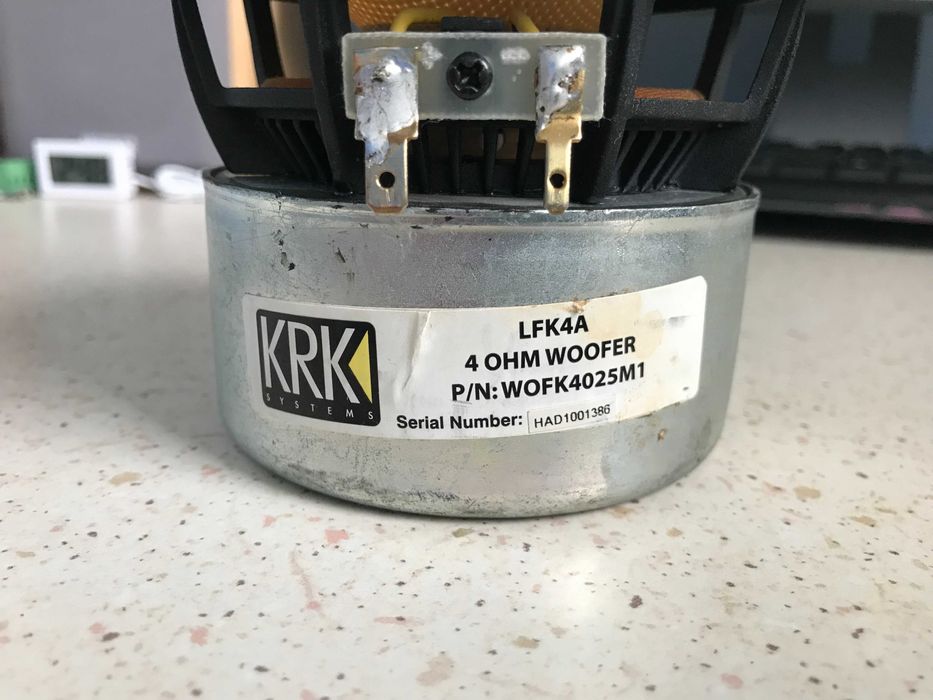 KRK
SYSTEMS
LFK4A
4 OHM WOOFER
P/N: WOFK4025M1
Serial Number: HAD1001386